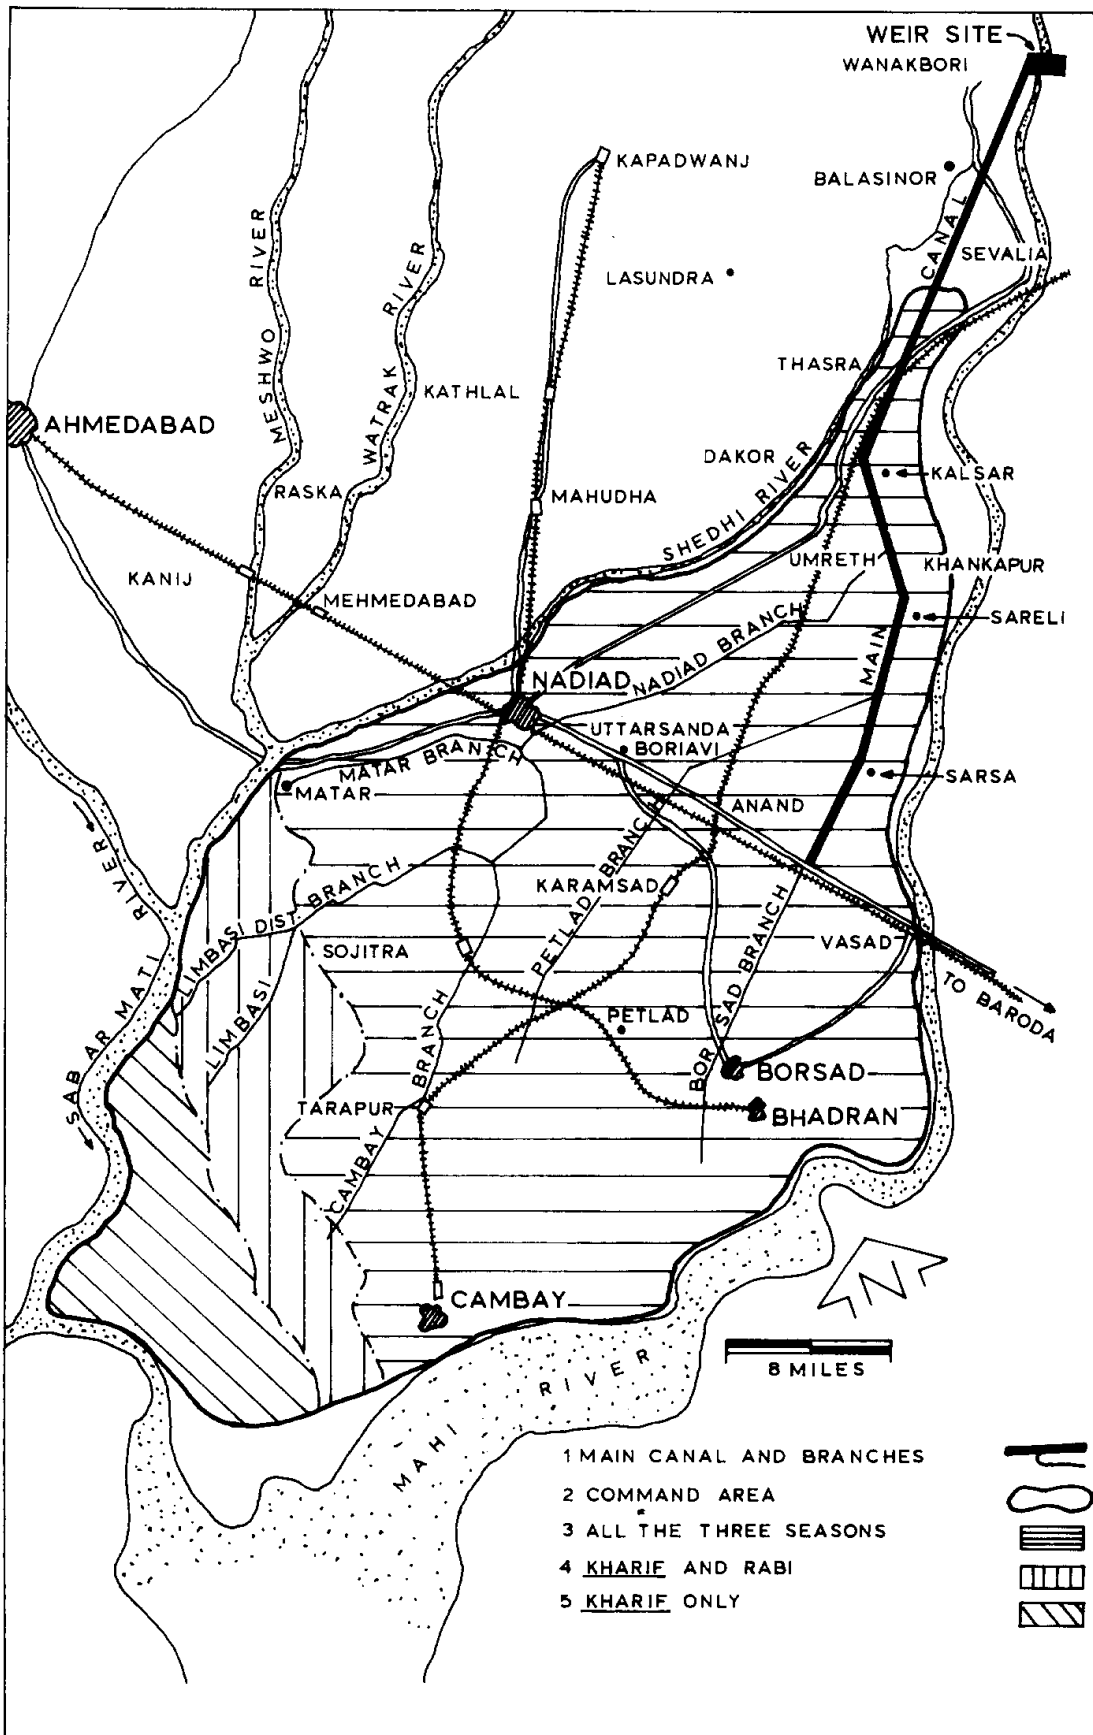 WEIR SITE
WANAKBORI
KAPADWANJ
BALASINOR
MESHWO RIVER
WATRAK RIVER
LASUNDRA
CANAL
SEVALIA
THASRA
KATHLAL
AHMEDABAD
DAKOR
KALSAR
RASKA
MAHUDHA
SHEDHI RIVER
UMRETH
KHANKAPUR
KANIJ
MEHMEDABAD
SARELI
MAIN
NADIAD
NADIAD BRANCH
UTTARSANDA
BORIAVI
MATAR BRANCH
MATAR
SARSA
ANAND
RIVER
KARAMSAD
LIMBASI DIST. BRANCH
PETLAD BRANCH
BORSAD BRANCH
VASAD
SOJITRA
LIMBASI
TO BARODA
SABARMATI
PETLAD
BORSAD
TARAPUR
BHADRAN
CAMBAY BRANCH
N
CAMBAY
8 MILES
MAHI RIVER
1 MAIN CANAL AND BRANCHES
2 COMMAND AREA
3 ALL THE THREE SEASONS
4 KHARIF AND RABI
5 KHARIF ONLY